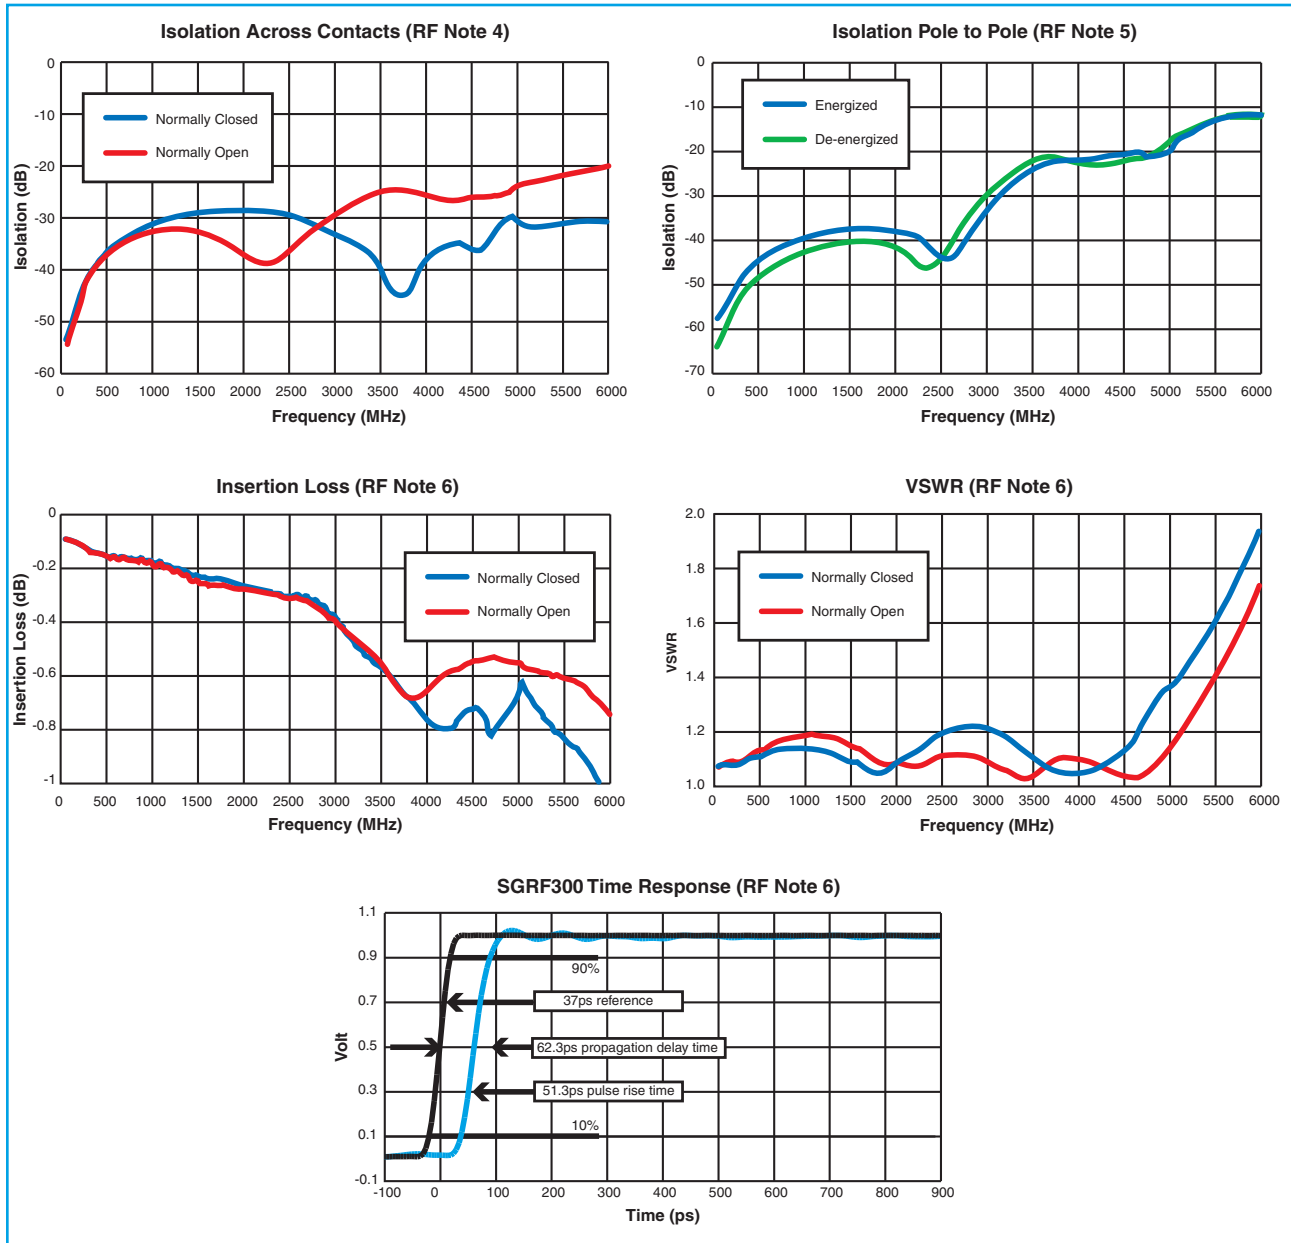 Isolation Across Contacts (RF Note 4)
Isolation (dB)
0
-10
-20
-30
-40
-50
-60
Normally Closed
Normally Open
0 500 1000 1500 2000 2500 3000 3500 4000 4500 5000 5500 6000
Frequency (MHz)
Isolation Pole to Pole (RF Note 5)
Isolation (dB)
0
-10
-20
-30
-40
-50
-60
-70
Energized
De-energized
0 500 1000 1500 2000 2500 3000 3500 4000 4500 5000 5500 6000
Frequency (MHz)
Insertion Loss (RF Note 6)
Insertion Loss (dB)
0
-0.2
-0.4
-0.6
-0.8
-1
Normally Closed
Normally Open
0 500 1000 1500 2000 2500 3000 3500 4000 4500 5000 5500 6000
Frequency (MHz)
VSWR (RF Note 6)
VSWR
2.0
1.8
1.6
1.4
1.2
1.0
Normally Closed
Normally Open
0 500 1000 1500 2000 2500 3000 3500 4000 4500 5000 5500 6000
Frequency (MHz)
SGRF300 Time Response (RF Note 6)
Volt
1.1
0.9
0.7
0.5
0.3
0.1
-0.1
90%
37ps reference
62.3ps propagation delay time
51.3ps pulse rise time
10%
-100 0 100 200 300 400 500 600 700 800 900
Time (ps)